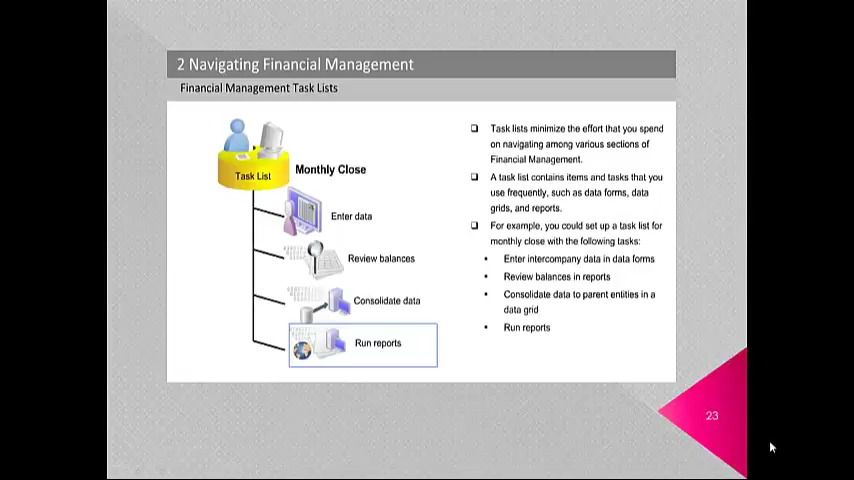 2 Navigating Financial Management
Financial Management Task Lists
Task List
Monthly Close
Enter data
Review balances
Consolidate data
Run reports
Task lists minimize the effort that you spend
on navigating among various sections of
Financial Management.
A task list contains items and tasks that you
use frequently, such as data forms, data
grids, and reports.
For example, you could set up a task list for
monthly close with the following tasks:
Enter intercompany data in data forms
Review balances in reports
Consolidate data to parent entities in a
data grid
Run reports
23